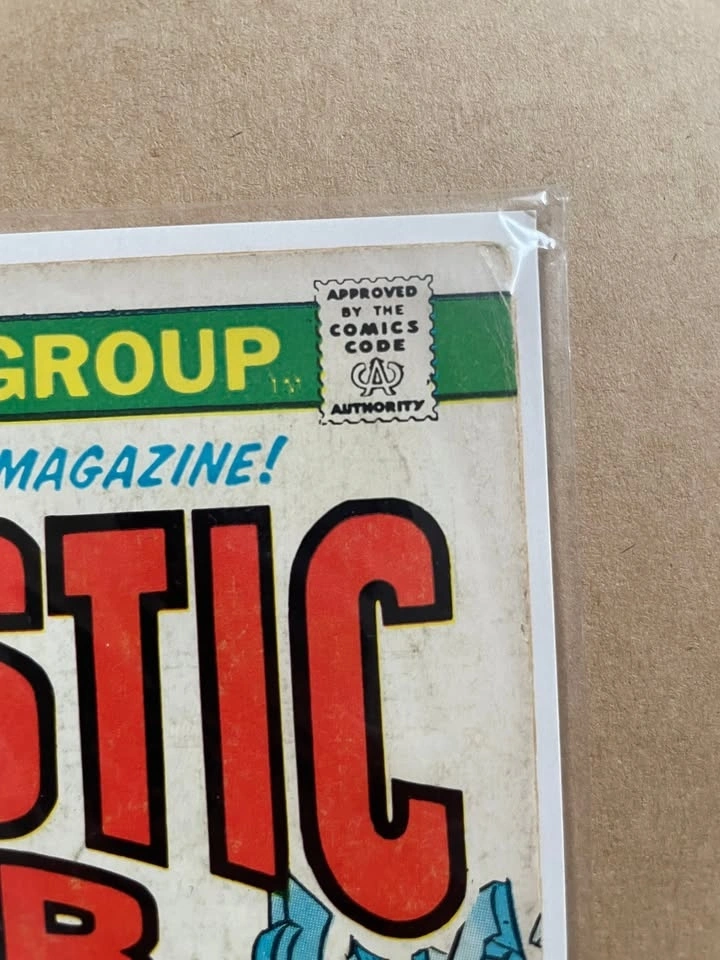 GROUP TM
APPROVED
BY THE
COMICS
CODE
CA
AUTHORITY
MAGAZINE!
STIC
R